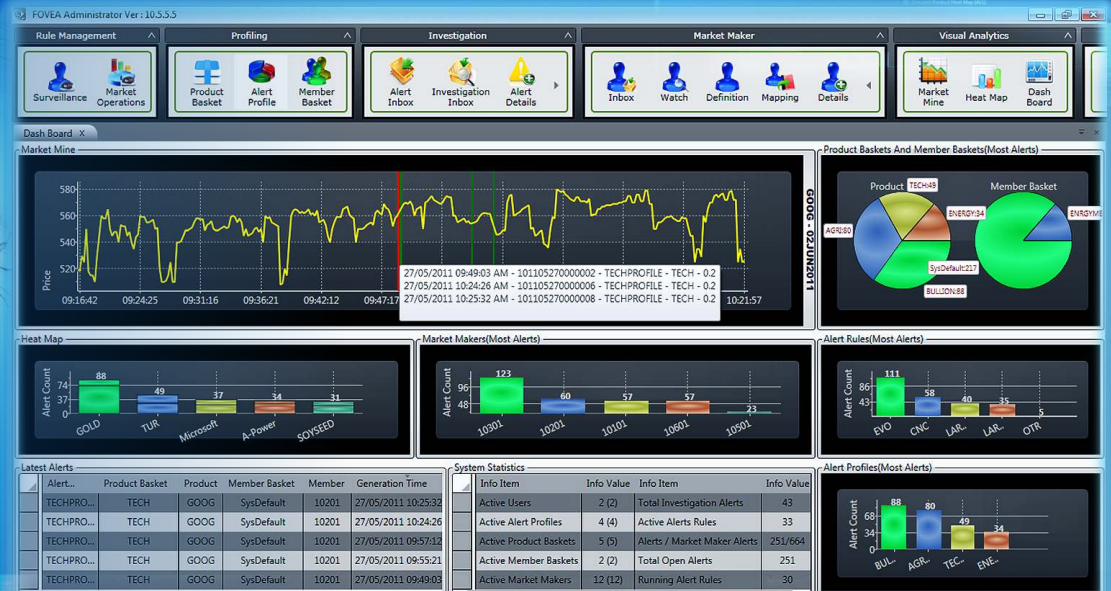 FOVEA Administrator Ver : 10.5.5.5
Rule Management
Profiling
Investigation
Market Maker
Visual Analytics
Surveillance
Market Operations
Product Basket
Alert Profile
Member Basket
Alert Inbox
Investigation Inbox
Alert Details
Inbox
Watch
Definition
Mapping
Details
Market Mine
Heat Map
Dash Board
Dash Board X
Market Mine
580
560
540
520
Price
09:16:42 09:24:25 09:31:16 09:36:21 09:42:12 09:47:17 10:21:57
GOOG - 02JUN2011
27/05/2011 09:49:03 AM - 101105270000002 - TECHPROFILE - TECH - 0.2
27/05/2011 10:24:26 AM - 101105270000006 - TECHPROFILE - TECH - 0.2
27/05/2011 10:25:32 AM - 101105270000008 - TECHPROFILE - TECH - 0.2
Product Baskets And Member Baskets(Most Alerts)
Product
TECH:49
AGRI:80
ENERGY:34
BULLION:88
Member Basket
ENRGYME
SysDefault:217
Heat Map
Alert Count
74
37
0
88 49 37 34 31
GOLD TUR Microsoft A-Power SOYSEED
Market Makers(Most Alerts)
Alert Count
96
48
123 60 57 57 23
10301 10201 10101 10601 10501
Alert Rules(Most Alerts)
Alert Count
86
43
111 58 40 35 5
EVO CNC LAR.. LAR.. OTR
Latest Alerts
Alert... Product Basket Product Member Basket Member Generation Time
TECHPRO... TECH GOOG SysDefault 10201 27/05/2011 10:25:32
TECHPRO... TECH GOOG SysDefault 10201 27/05/2011 10:24:26
TECHPRO... TECH GOOG SysDefault 10201 27/05/2011 09:57:12
TECHPRO... TECH GOOG SysDefault 10201 27/05/2011 09:55:21
TECHPRO... TECH GOOG SysDefault 10201 27/05/2011 09:49:03
System Statistics
Info Item Info Value Info Item Info Value
Active Users 2 (2) Total Investigation Alerts 43
Active Alert Profiles 4 (4) Active Alerts Rules 33
Active Product Baskets 5 (5) Alerts / Market Maker Alerts 251/664
Active Member Baskets 2 (2) Total Open Alerts 251
Active Market Makers 12 (12) Running Alert Rules 30
Alert Profiles(Most Alerts)
Alert Count
68
34
0
88 80 49 34
BUL.. AGR.. TEC.. ENE..